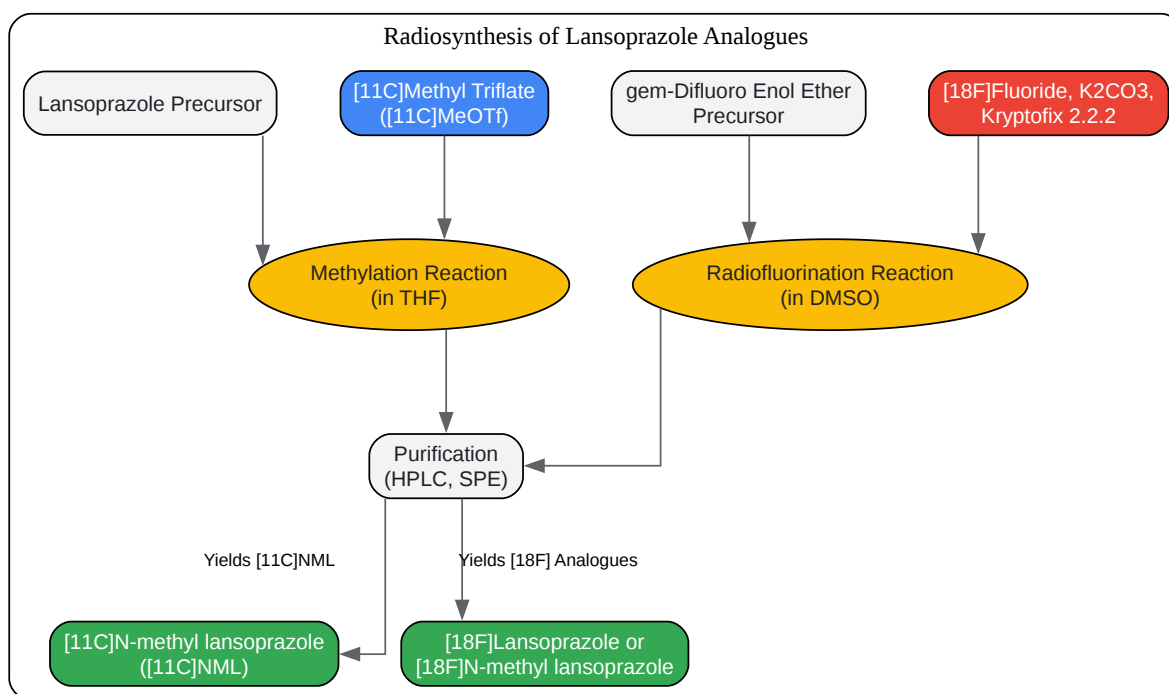 Radiosynthesis of Lansoprazole Analogues
Lansoprazole Precursor
[11C]Methyl Triflate
([11C]MeOTf)
gem-Difluoro Enol Ether
Precursor
[18F]Fluoride, K2CO3,
Kryptofix 2.2.2
Methylation Reaction
(in THF)
Radiofluorination Reaction
(in DMSO)
Purification
(HPLC, SPE)
Yields [11C]NML
Yields [18F] Analogues
[11C]N-methyl lansoprazole
([11C]NML)
[18F]Lansoprazole or
[18F]N-methyl lansoprazole